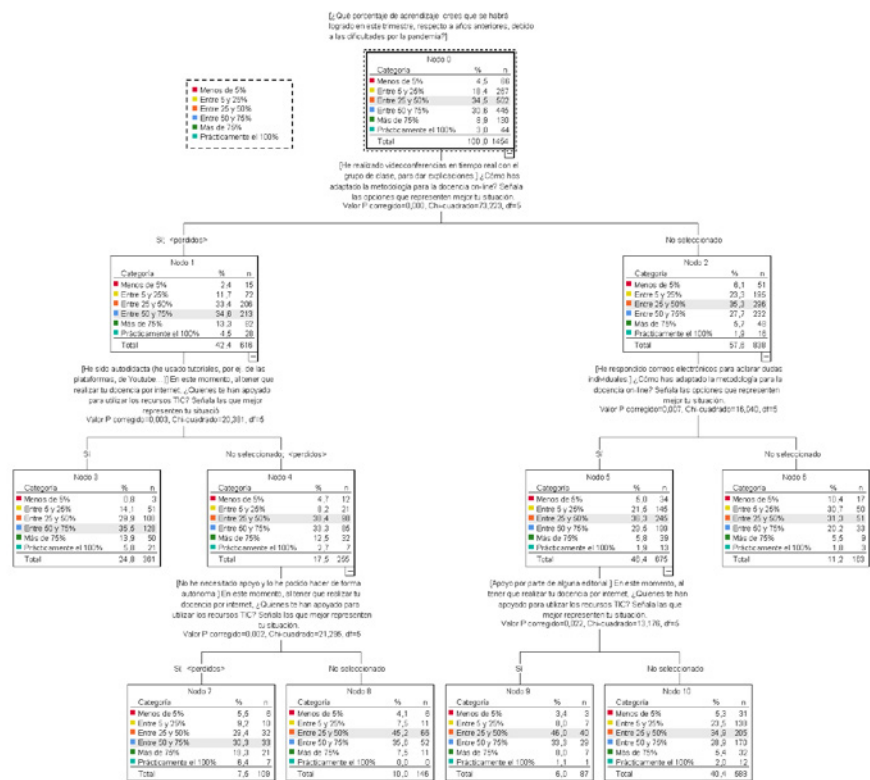 [¿Qué porcentaje de aprendizaje crees que se habrá
logrado en este trimestre, respecto a años anteriores, debido
a las dificultades por la pandemia?]
Nodo 0
Categoría % n
Menos de 5% 4,5 66
Entre 5 y 25% 18,4 267
Entre 25 y 50% 34,5 502
Entre 50 y 75% 30,6 445
Más de 75% 8,9 130
Prácticamente el 100% 3,0 44
Total 100,0 1454
Menos de 5%
Entre 5 y 25%
Entre 25 y 50%
Entre 50 y 75%
Más de 75%
Prácticamente el 100%
[He realizado videoconferencias en tiempo real con el
grupo de clase, para dar explicaciones.] ¿Cómo has
adaptado la metodología para la docencia on-line? Señala
las opciones que representen mejor tu situación.
Valor P corregido=0,000, Chi-cuadrado=73,223, df=5
Sí; <perdidos>
No seleccionado
Nodo 1
Categoría % n
Menos de 5% 2,4 15
Entre 5 y 25% 11,7 72
Entre 25 y 50% 33,4 206
Entre 50 y 75% 34,6 213
Más de 75% 13,3 82
Prácticamente el 100% 4,5 28
Total 42,4 616
Nodo 2
Categoría % n
Menos de 5% 6,1 51
Entre 5 y 25% 23,3 195
Entre 25 y 50% 35,3 296
Entre 50 y 75% 27,7 232
Más de 75% 5,7 48
Prácticamente el 100% 1,9 16
Total 57,6 838
[He sido autodidacta (he usado tutoriales, por ej. de las
plataformas, de Youtube...)] En este momento, al tener que
realizar tu docencia por internet, ¿Quienes te han apoyado
para utilizar los recursos TIC? Señala las que mejor
representen tu situació
Valor P corregido=0,003, Chi-cuadrado=20,381, df=5
[He respondido correos electrónicos para aclarar dudas
individuales.] ¿Cómo has adaptado la metodología para la
docencia on-line? Señala las opciones que representen
mejor tu situación.
Valor P corregido=0,007, Chi-cuadrado=16,040, df=5
Sí
No seleccionado; <perdidos>
Sí
No seleccionado
Nodo 3
Categoría % n
Menos de 5% 0,8 3
Entre 5 y 25% 14,1 51
Entre 25 y 50% 29,9 108
Entre 50 y 75% 35,5 128
Más de 75% 13,9 50
Prácticamente el 100% 5,8 21
Total 24,8 361
Nodo 4
Categoría % n
Menos de 5% 4,7 12
Entre 5 y 25% 8,2 21
Entre 25 y 50% 38,4 98
Entre 50 y 75% 33,3 85
Más de 75% 12,5 32
Prácticamente el 100% 2,7 7
Total 17,5 255
Nodo 5
Categoría % n
Menos de 5% 5,0 34
Entre 5 y 25% 21,5 145
Entre 25 y 50% 36,3 245
Entre 50 y 75% 29,5 199
Más de 75% 5,8 39
Prácticamente el 100% 1,9 13
Total 46,4 675
Nodo 6
Categoría % n
Menos de 5% 10,4 17
Entre 5 y 25% 30,7 50
Entre 25 y 50% 31,3 51
Entre 50 y 75% 20,2 33
Más de 75% 5,5 9
Prácticamente el 100% 1,8 3
Total 11,2 163
[No he necesitado apoyo y lo he podido hacer de forma
autónoma.] En este momento, al tener que realizar tu
docencia por internet, ¿Quienes te han apoyado para
utilizar los recursos TIC? Señala las que mejor representen
tu situación.
Valor P corregido=0,002, Chi-cuadrado=21,295, df=5
[Apoyo por parte de alguna editorial.] En este momento, al
tener que realizar tu docencia por internet, ¿Quienes te han
apoyado para utilizar los recursos TIC? Señala las que
mejor representen tu situación.
Valor P corregido=0,022, Chi-cuadrado=13,176, df=5
Sí; <perdidos>
No seleccionado
Sí
No seleccionado
Nodo 7
Categoría % n
Menos de 5% 5,5 6
Entre 5 y 25% 9,2 10
Entre 25 y 50% 29,4 32
Entre 50 y 75% 30,3 33
Más de 75% 19,3 21
Prácticamente el 100% 6,4 7
Total 7,5 109
Nodo 8
Categoría % n
Menos de 5% 4,1 6
Entre 5 y 25% 7,5 11
Entre 25 y 50% 45,2 66
Entre 50 y 75% 35,6 52
Más de 75% 7,5 11
Prácticamente el 100% 0,0 0
Total 10,0 146
Nodo 9
Categoría % n
Menos de 5% 3,4 3
Entre 5 y 25% 8,0 7
Entre 25 y 50% 46,0 40
Entre 50 y 75% 33,3 29
Más de 75% 8,0 7
Prácticamente el 100% 1,1 1
Total 6,0 87
Nodo 10
Categoría % n
Menos de 5% 5,3 31
Entre 5 y 25% 23,5 138
Entre 25 y 50% 34,9 205
Entre 50 y 75% 28,9 170
Más de 75% 5,4 32
Prácticamente el 100% 2,0 12
Total 40,4 588